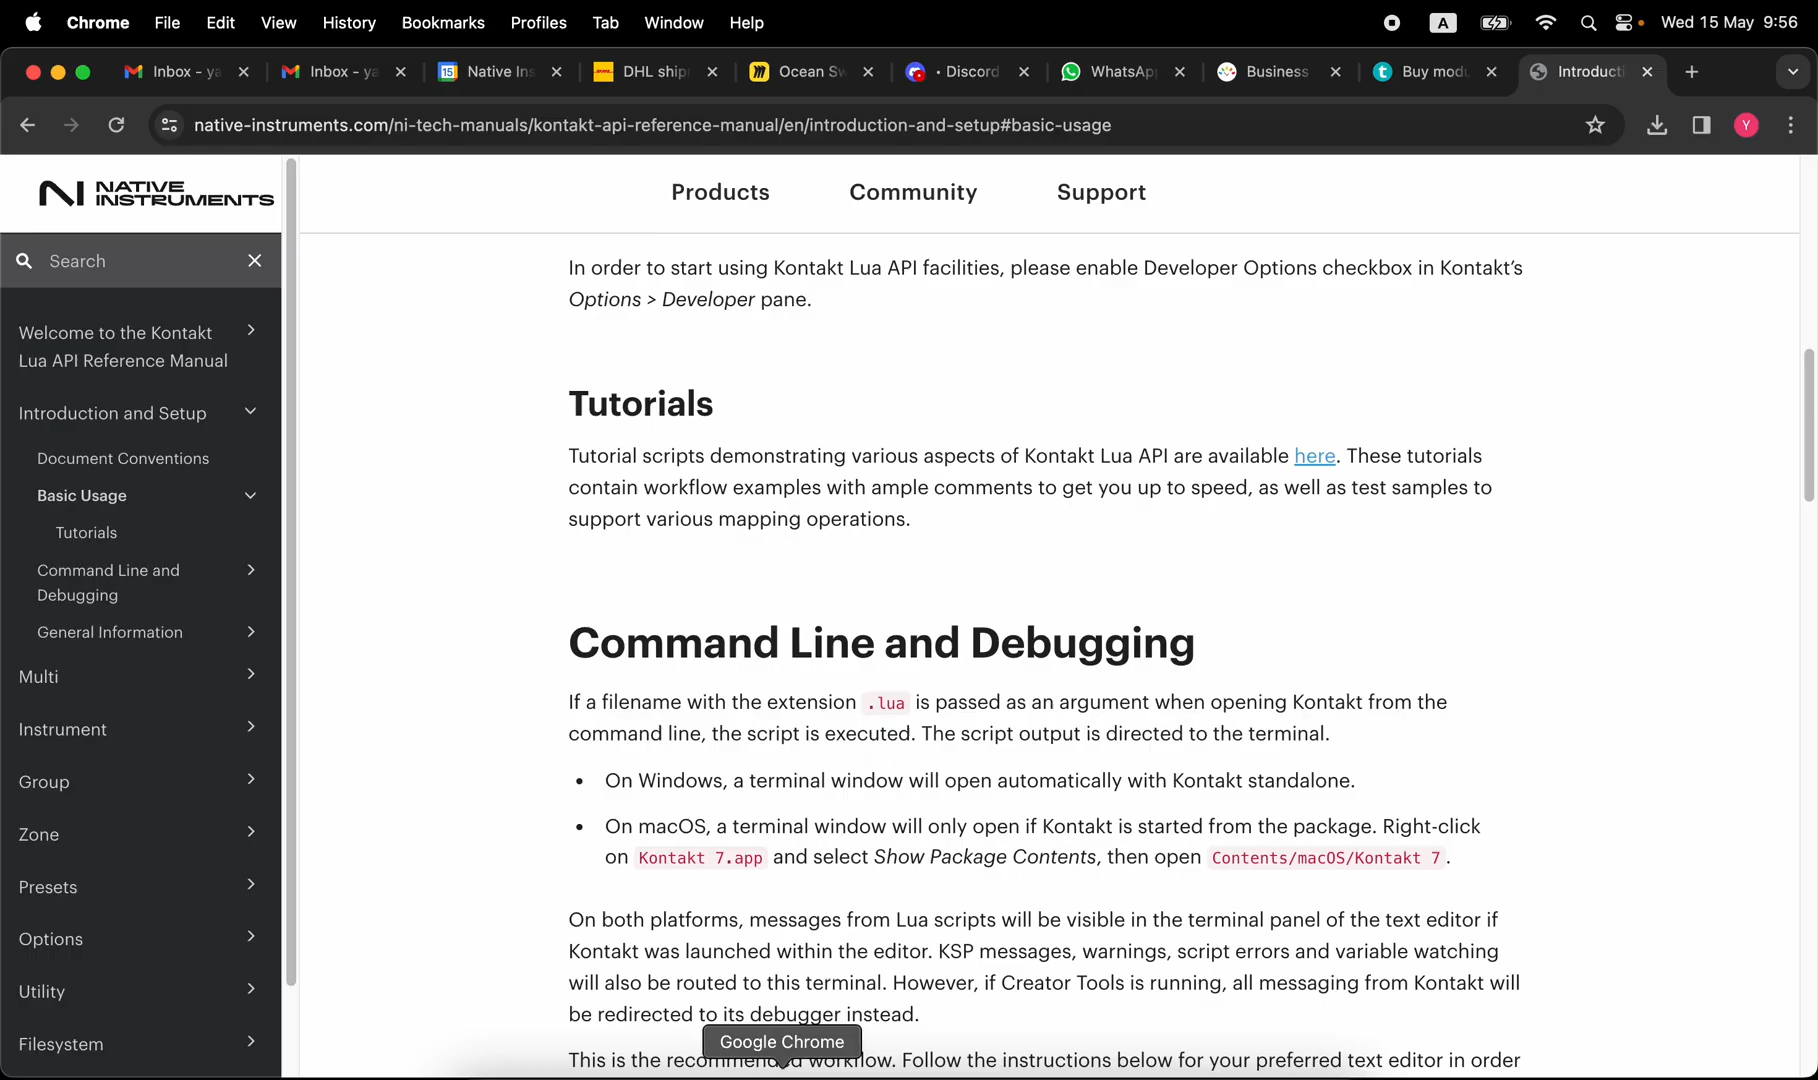 Chrome File Edit View History Bookmarks Profiles Tab Window Help A Wed 15 May 9:56
Inbox - ya Inbox - ya 15 Native Ins DHL ship Ocean Sw • Discord WhatsAp Business Buy modu Introducti
native-instruments.com/ni-tech-manuals/kontakt-api-reference-manual/en/introduction-and-setup#basic-usage Y
NATIVE
INSTRUMENTS
Products Community Support
Search
Welcome to the Kontakt
Lua API Reference Manual
Introduction and Setup
Document Conventions
Basic Usage
Tutorials
Command Line and
Debugging
General Information
Multi
Instrument
Group
Zone
Presets
Options
Utility
Filesystem
In order to start using Kontakt Lua API facilities, please enable Developer Options checkbox in Kontakt’s
Options > Developer pane.
Tutorials
Tutorial scripts demonstrating various aspects of Kontakt Lua API are available here. These tutorials
contain workflow examples with ample comments to get you up to speed, as well as test samples to
support various mapping operations.
Command Line and Debugging
If a filename with the extension .lua is passed as an argument when opening Kontakt from the
command line, the script is executed. The script output is directed to the terminal.
• On Windows, a terminal window will open automatically with Kontakt standalone.
• On macOS, a terminal window will only open if Kontakt is started from the package. Right-click
on Kontakt 7.app and select Show Package Contents, then open Contents/macOS/Kontakt 7.
On both platforms, messages from Lua scripts will be visible in the terminal panel of the text editor if
Kontakt was launched within the editor. KSP messages, warnings, script errors and variable watching
will also be routed to this terminal. However, if Creator Tools is running, all messaging from Kontakt will
be redirected to its debugger instead.
Google Chrome
This is the recommended workflow. Follow the instructions below for your preferred text editor in order